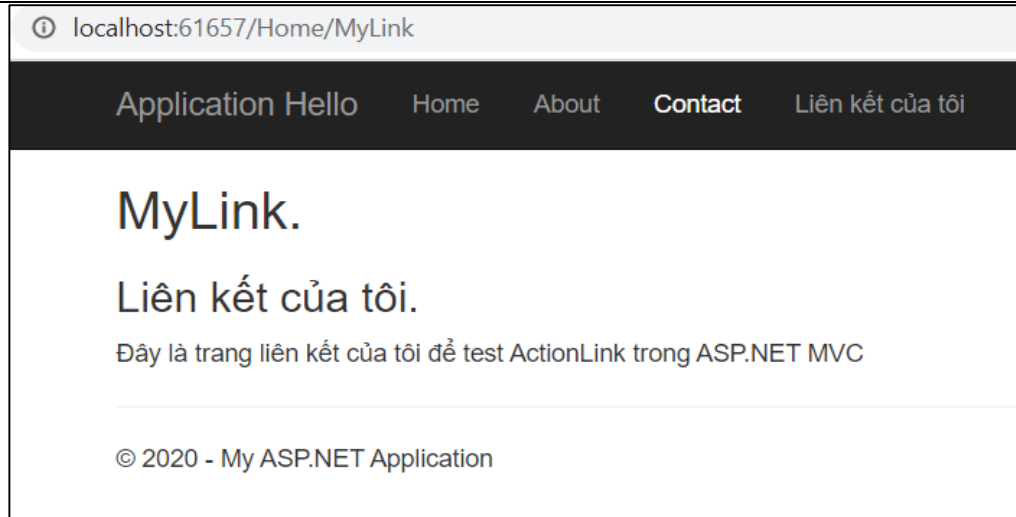 localhost:61657/Home/MyLink
Application Hello Home About Contact Liên kết của tôi
MyLink.
Liên kết của tôi.
Đây là trang liên kết của tôi để test ActionLink trong ASP.NET MVC
© 2020 - My ASP.NET Application